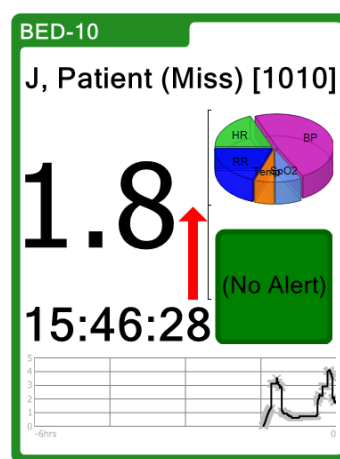 BED-10
J, Patient (Miss) [1010]
HR
BP
RR
Temp
SpO2
1.8
(No Alert)
15:46:28
5
4
3
2
1
0
-6hrs
0